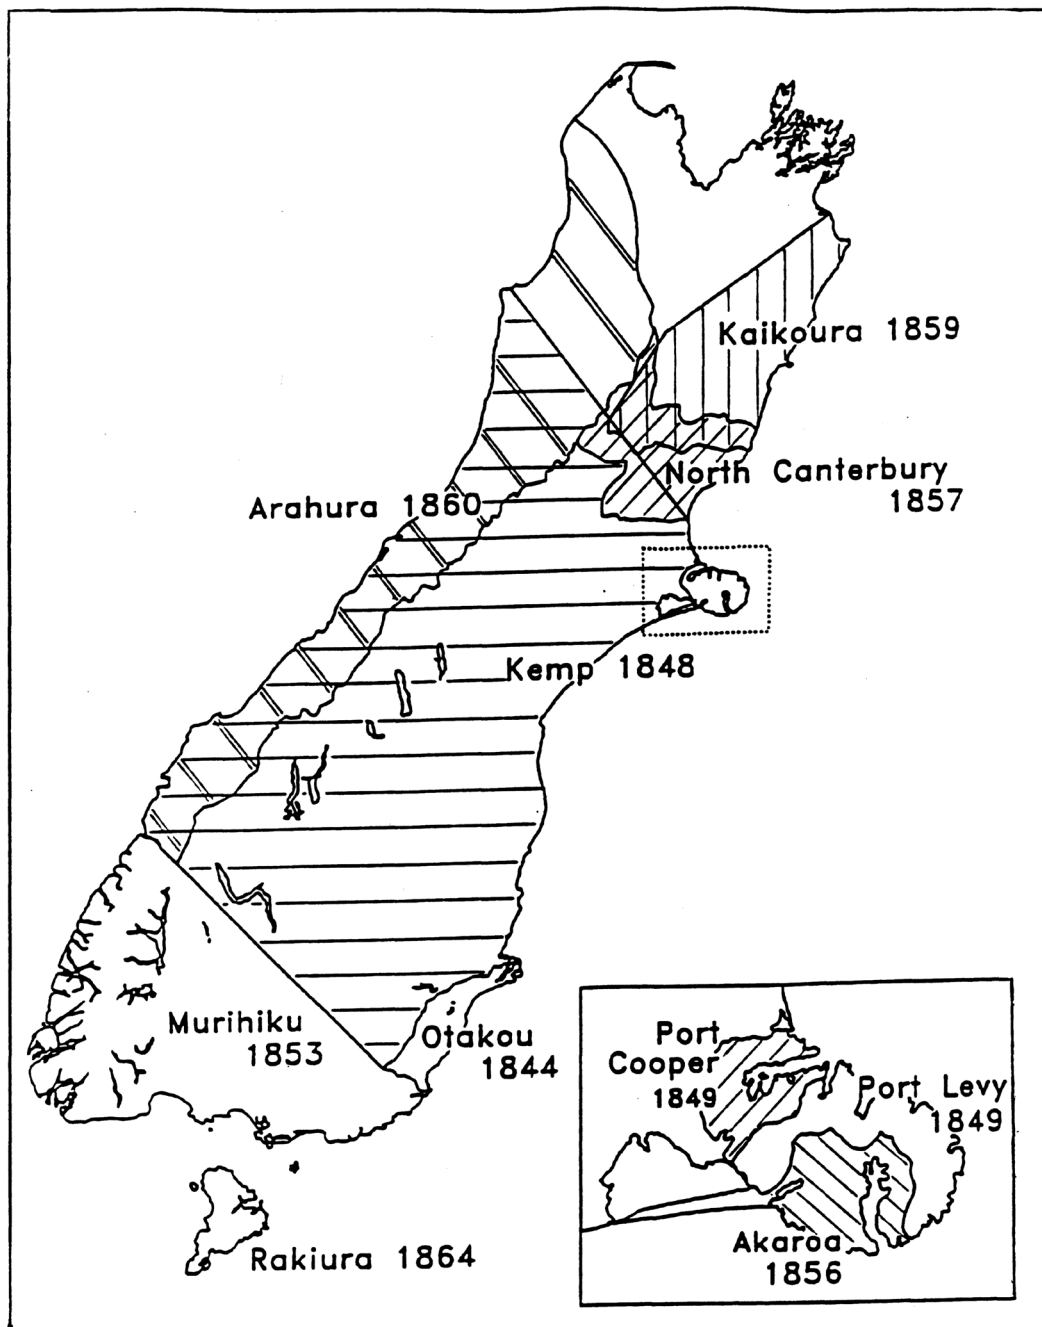 Kaikoura 1859
North Canterbury
1857
Arahura 1860
Kemp 1848
Murihiku
1853
Otakou
1844
Rakiura 1864
Port
Cooper
1849
Port Levy
1849
Akaroa
1856